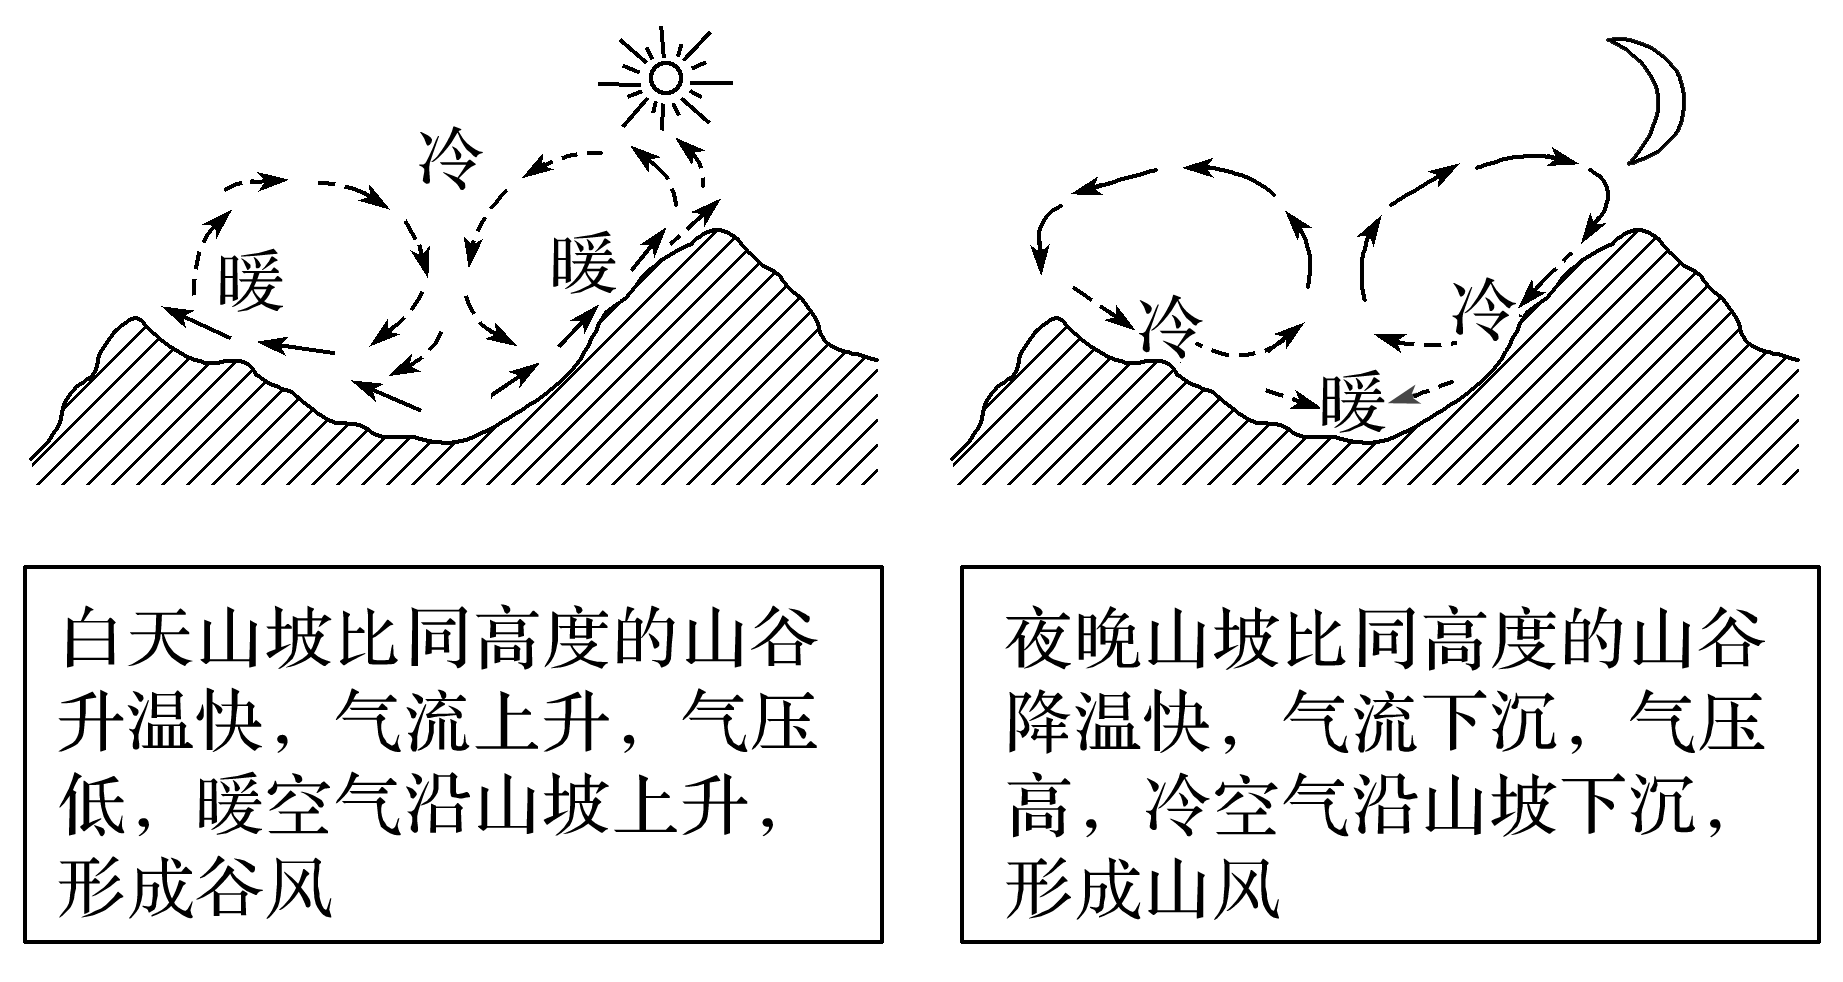 冷
暖
暖
冷
冷
暖
白天山坡比同高度的山谷
升温快，气流上升，气压
低，暖空气沿山坡上升，
形成谷风
夜晚山坡比同高度的山谷
降温快，气流下沉，气压
高，冷空气沿山坡下沉，
形成山风